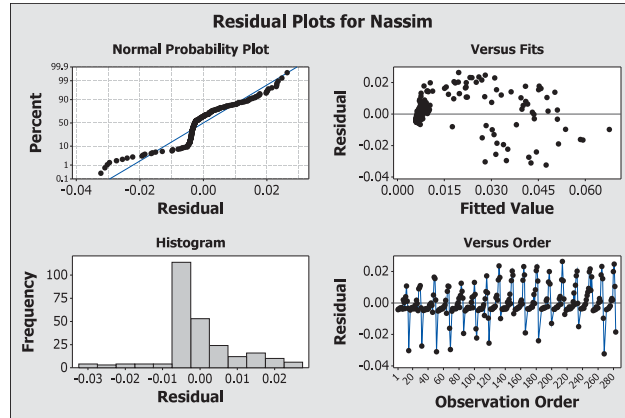 Residual Plots for Nassim
Normal Probability Plot
Percent
99.9
99
90
50
10
1
0.1
-0.04 -0.02 0.00 0.02
Residual
Versus Fits
Residual
0.02
0.00
-0.02
-0.04
0.000 0.015 0.030 0.045 0.060
Fitted Value
Histogram
Frequency
100
75
50
25
0
-0.03 -0.02 -0.01 0.00 0.01 0.02
Residual
Versus Order
Residual
0.02
0.00
-0.02
-0.04
1 20 40 60 80 100 120 140 160 180 200 220 240 260 280
Observation Order